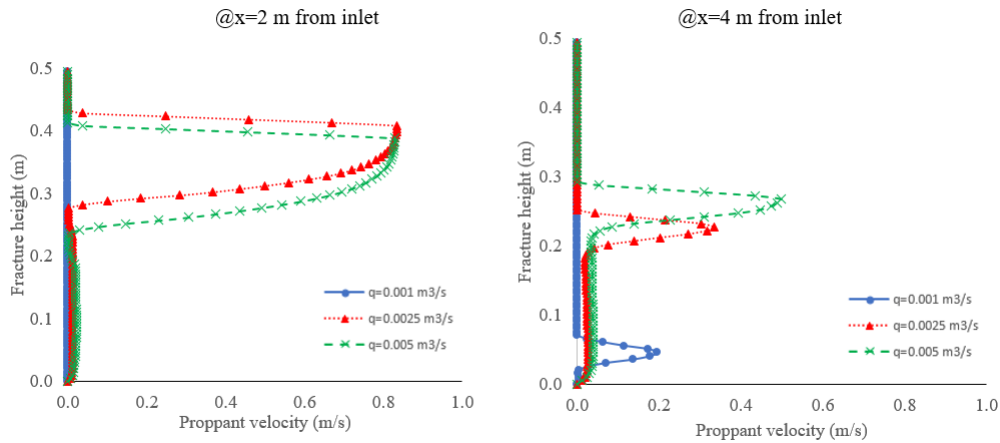 @x=2 m from inlet
Fracture height (m)
0.5
0.4
0.3
0.2
0.1
0.0
q=0.001 m3/s
q=0.0025 m3/s
q=0.005 m3/s
0.0 0.2 0.4 0.6 0.8 1.0
Proppant velocity (m/s)
@x=4 m from inlet
Fracture height (m)
0.5
0.4
0.3
0.2
0.1
0.0
q=0.001 m3/s
q=0.0025 m3/s
q=0.005 m3/s
0.0 0.2 0.4 0.6 0.8 1.0
Proppant velocity (m/s)